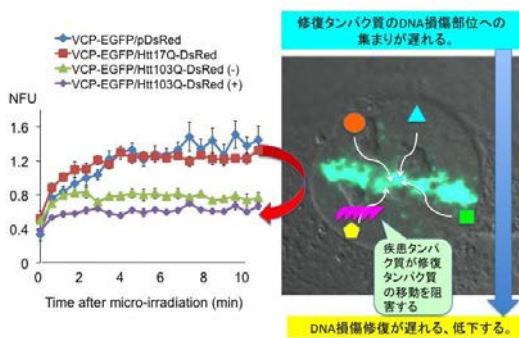 VCP-EGFP/pDsRed
VCP-EGFP/Htt17Q-DsRed
VCP-EGFP/Htt103Q-DsRed (-)
VCP-EGFP/Htt103Q-DsRed (+)
NFU
1.6
1.2
0.8
0.4
0
0 2 4 6 8 10
Time after micro-irradiation (min)
修復タンパク質のDNA損傷部位への
集まりが遅れる。
疾患タンパ
ク質が修復
タンパク質
の移動を阻
害する
DNA損傷修復が遅れる、低下する。